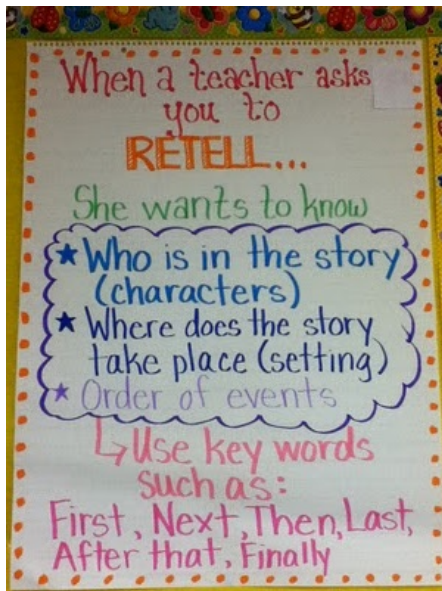 When a teacher asks
you to
RETELL...
She wants to know
★ Who is in the story
(characters)
★ Where does the story
take place (setting)
★ Order of events
↳ Use key words
such as:
First, Next, Then, Last,
After that, Finally